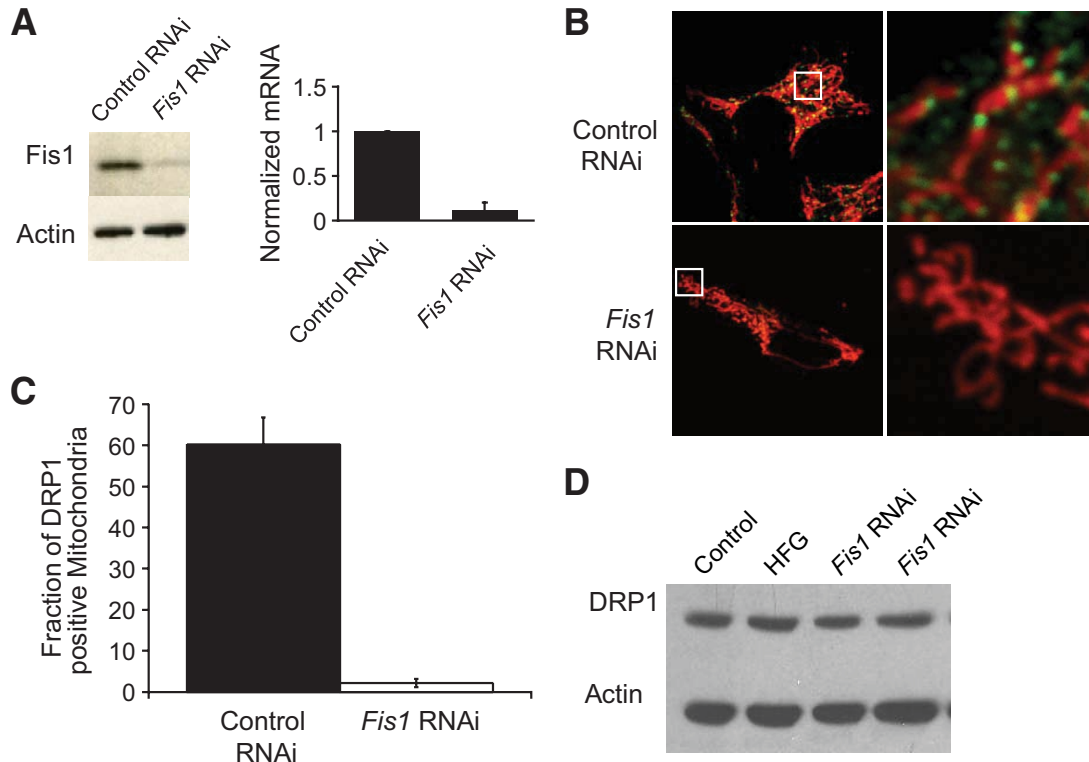 A
Control RNAi
Fis1 RNAi
Fis1
Actin
Normalized mRNA
1.5
1
0.5
0
Control RNAi
Fis1 RNAi
B
Control
RNAi
Fis1
RNAi
C
Fraction of DRP1
positive Mitochondria
70
60
50
40
30
20
10
0
Control
RNAi
Fis1 RNAi
D
Control
HFG
Fis1 RNAi
Fis1 RNAi
DRP1
Actin